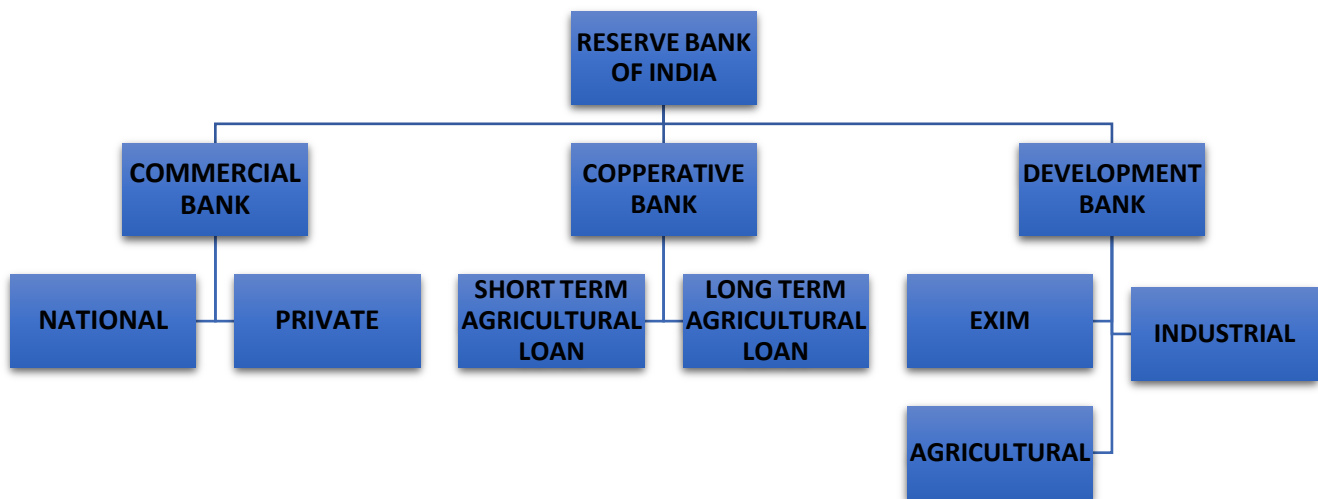 RESERVE BANK
OF INDIA
COMMERCIAL
BANK
COPPERATIVE
BANK
DEVELOPMENT
BANK
NATIONAL
PRIVATE
SHORT TERM
AGRICULTURAL
LOAN
LONG TERM
AGRICULTURAL
LOAN
EXIM
INDUSTRIAL
AGRICULTURAL